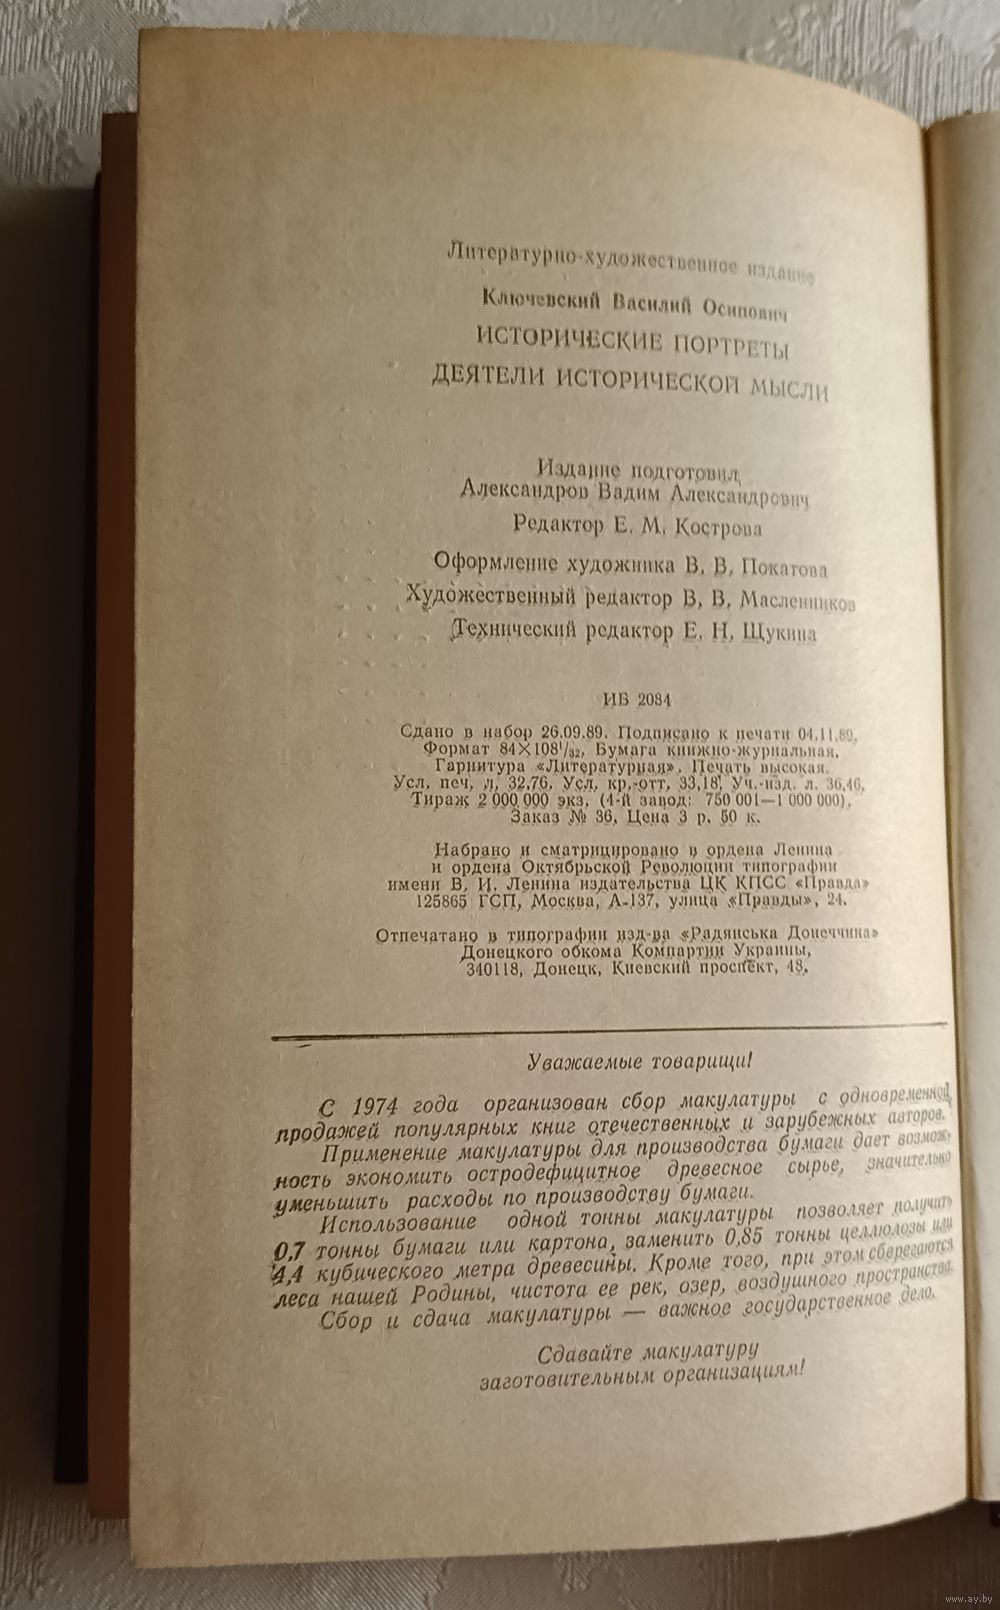 Литературно-художественное издание
Ключевский Василий Осипович
ИСТОРИЧЕСКИЕ ПОРТРЕТЫ
ДЕЯТЕЛИ ИСТОРИЧЕСКОЙ МЫСЛИ
Издание подготовил
Александров Вадим Александрович
Редактор Е. М. Кострова
Оформление художника В. В. Покатова
Художественный редактор В. В. Масленников
Технический редактор Е. Н. Щукина
ИБ 2084
Сдано в набор 26.09.89. Подписано к печати 04.11.89.
Формат 84×108¹/₃₂. Бумага книжно-журнальная.
Гарнитура «Литературная». Печать высокая.
Усл. печ. л. 32,76. Усл. кр.-отт. 33,18. Уч.-изд. л. 36,46.
Тираж 2 000 000 экз. (4-й завод: 750 001—1 000 000).
Заказ № 36. Цена 3 р. 50 к.
Набрано и сматрицировано в ордена Ленина
и ордена Октябрьской Революции типографии
имени В. И. Ленина издательства ЦК КПСС «Правда»
125865 ГСП, Москва, А-137, улица «Правды», 24.
Отпечатано в типографии изд-ва «Радянська Донеччина»
Донецкого обкома Компартии Украины,
340118, Донецк, Киевский проспект, 48.
Уважаемые товарищи!
С 1974 года организован сбор макулатуры с одновременной
продажей популярных книг отечественных и зарубежных авторов.
Применение макулатуры для производства бумаги дает возмож-
ность экономить остродефицитное древесное сырье, значительно
уменьшить расходы по производству бумаги.
Использование одной тонны макулатуры позволяет получить
0,7 тонны бумаги или картона, заменить 0,85 тонны целлюлозы или
4,4 кубического метра древесины. Кроме того, при этом сберегаются
леса нашей Родины, чистота ее рек, озер, воздушного пространства.
Сбор и сдача макулатуры — важное государственное дело.
Сдавайте макулатуру
заготовительным организациям!
www.ay.by